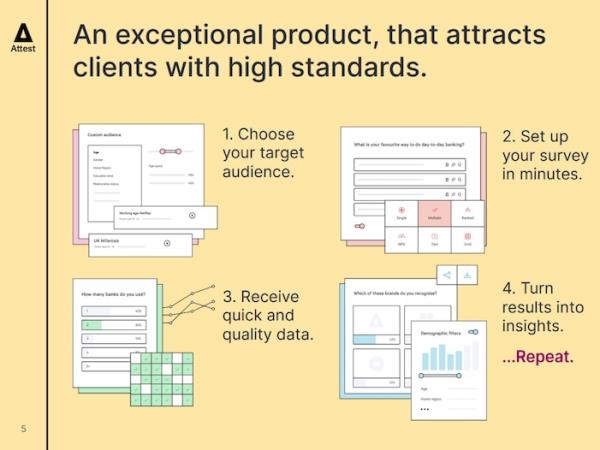 Attest
An exceptional product, that attracts
clients with high standards.
Custom audience
Age
Gender
Home Region
Education level
Relationship status
Age quota
Working age NatRep
UK Millenials
1. Choose
your target
audience.
What is your favourite way to do day-to-day banking?
Single
Multiple
Ranked
NPS
Text
Grid
2. Set up
your survey
in minutes.
How many banks do you use?
1
2
3
4
5+
3. Receive
quick and
quality data.
Which of these brands do you recognise?
Demographic filters
Age
Home region
4. Turn
results into
insights.
...Repeat.
5